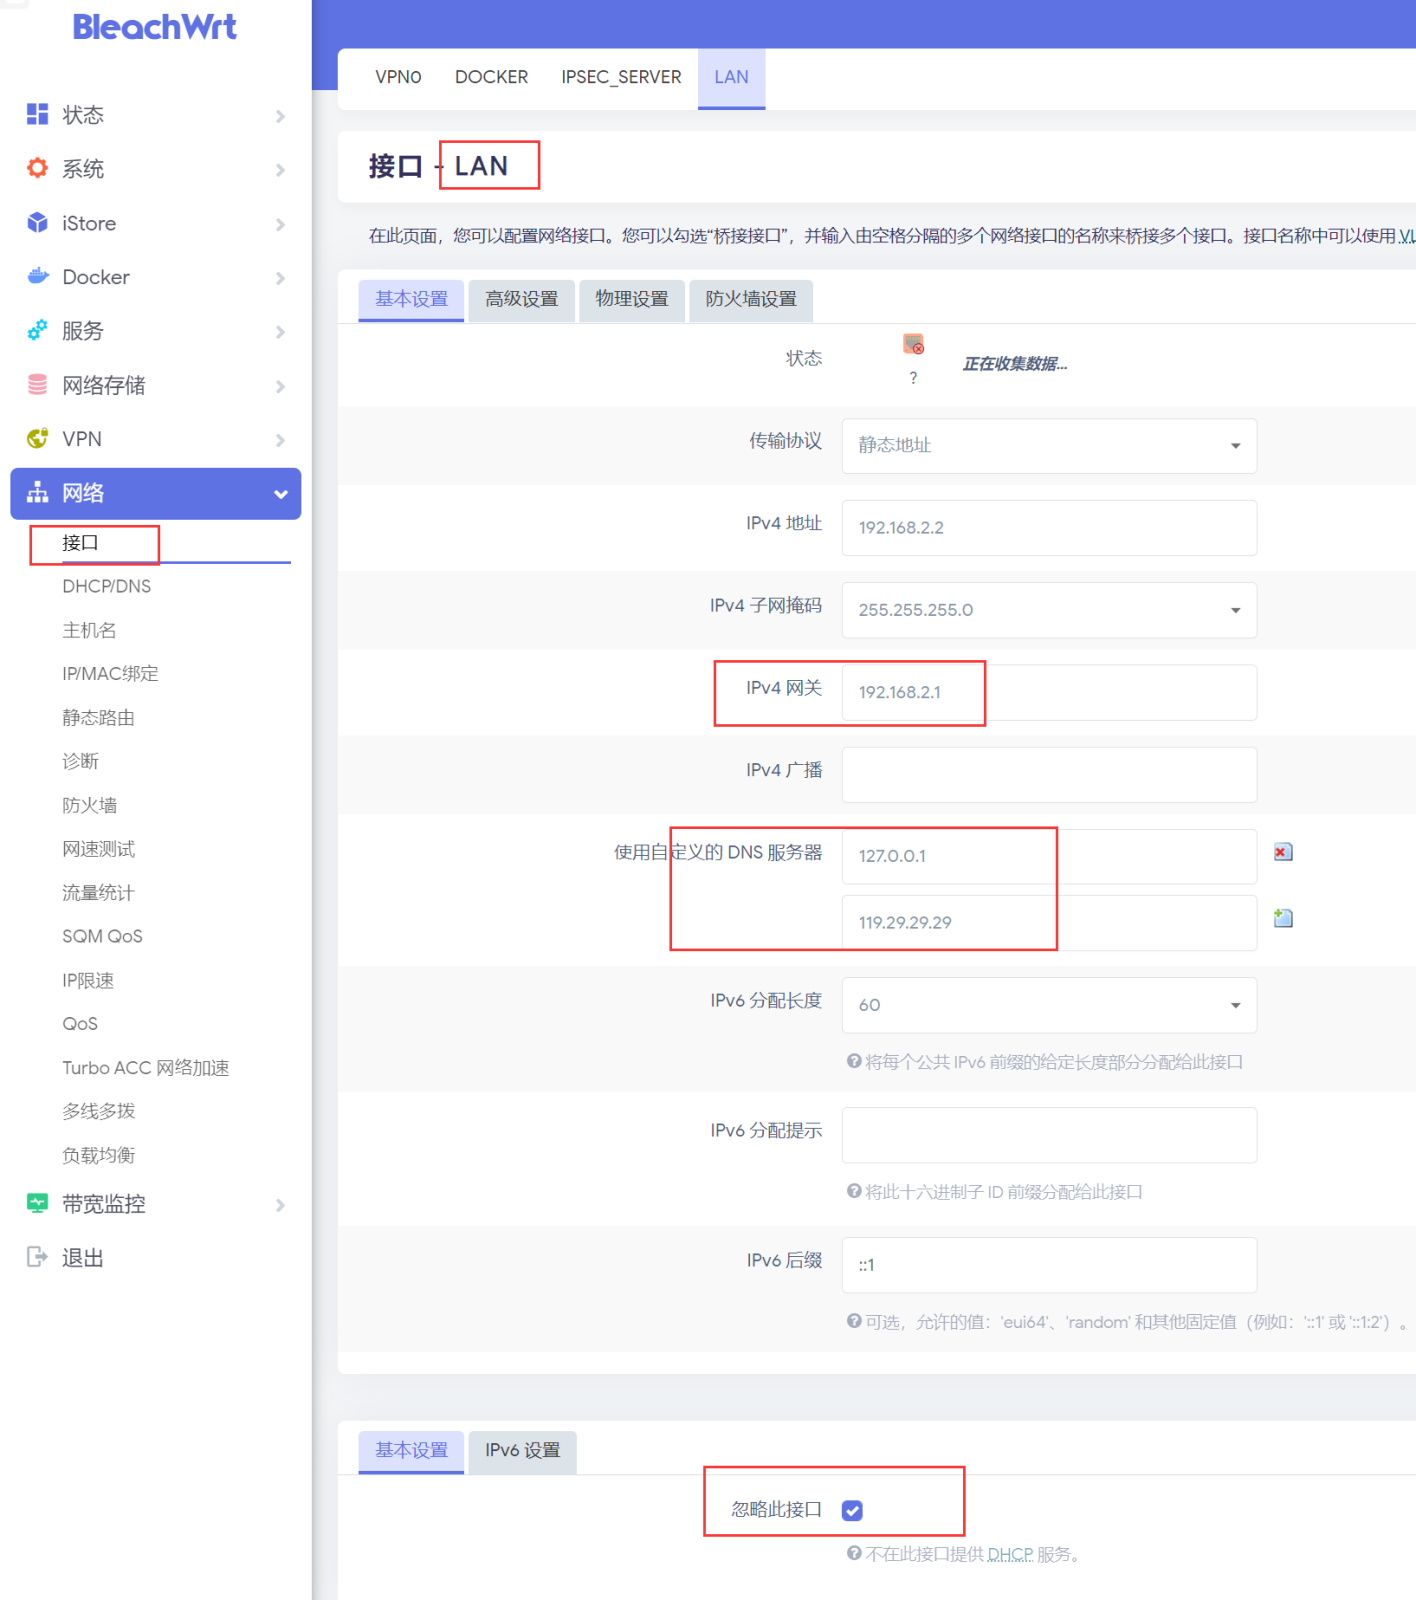 BleachWrt
状态
系统
iStore
Docker
服务
网络存储
VPN
网络
接口
DHCP/DNS
主机名
IP/MAC绑定
静态路由
诊断
防火墙
网速测试
流量统计
SQM QoS
IP限速
QoS
Turbo ACC 网络加速
多线多拨
负载均衡
带宽监控
退出
VPN0 DOCKER IPSEC_SERVER LAN
接口 - LAN
在此页面，您可以配置网络接口。您可以勾选“桥接接口”，并输入由空格分隔的多个网络接口的名称来桥接多个接口。接口名称中可以使用
基本设置 高级设置 物理设置 防火墙设置
状态 ? 正在收集数据...
传输协议 静态地址
IPv4 地址 192.168.2.2
IPv4 子网掩码 255.255.255.0
IPv4 网关 192.168.2.1
IPv4 广播
使用自定义的 DNS 服务器 127.0.0.1
119.29.29.29
IPv6 分配长度 60
将每个公共 IPv6 前缀的给定长度部分分配给此接口
IPv6 分配提示
将此十六进制子 ID 前缀分配给此接口
IPv6 后缀 ::1
可选，允许的值：'eui64'、'random' 和其他固定值（例如：'::1' 或 '::1:2'）。
基本设置 IPv6 设置
忽略此接口
不在此接口提供 DHCP 服务。